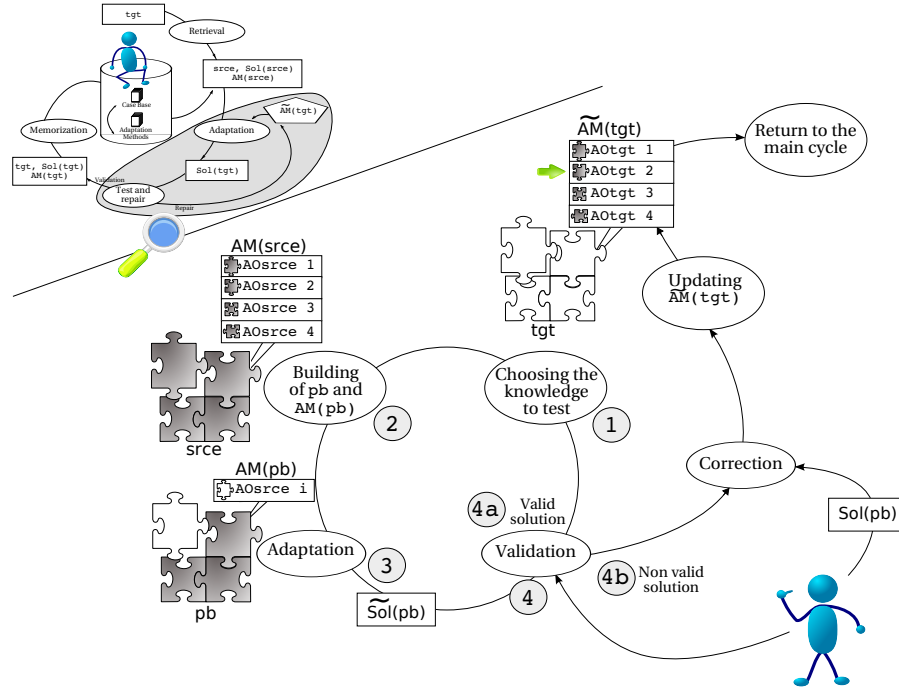 tgt
Retrieval
srce, Sol(srce)
AM(srce)
Case Base
Adaptation
Methods
Memorization
Adaptation
ÃM(tgt)
tgt, Sol(tgt)
AM(tgt)
Validation
Sol(tgt)
Test and
repair
Repair
ÃM(tgt)
AOtgt 1
AOtgt 2
AOtgt 3
AOtgt 4
Return to the
main cycle
tgt
Updating
ÃM(tgt)
AM(srce)
AOsrce 1
AOsrce 2
AOsrce 3
AOsrce 4
srce
Building
of pb and
AM(pb)
2
Choosing the
knowledge
to test
1
Correction
AM(pb)
AOsrce i
pb
Adaptation
3
S̃ol(pb)
4a
Valid
solution
Validation
4
4b
Non valid
solution
Sol(pb)